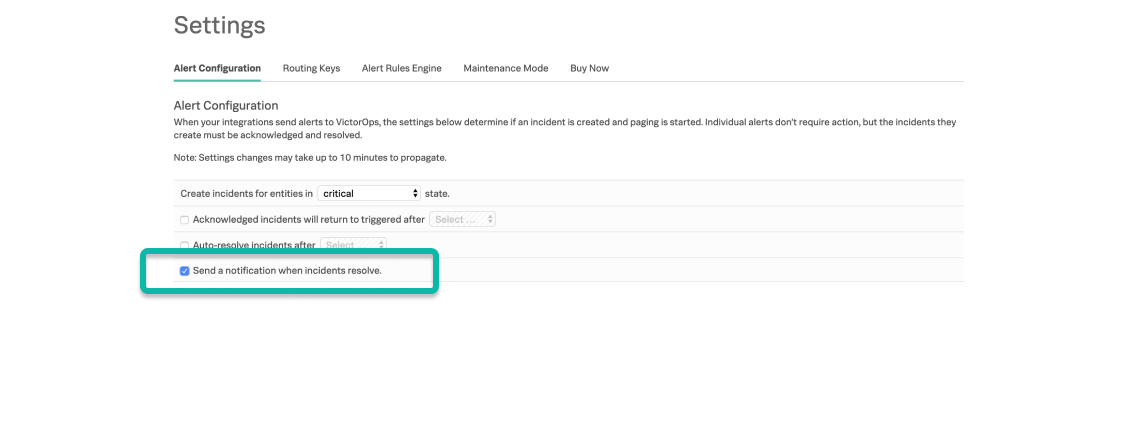 Settings
Alert Configuration Routing Keys Alert Rules Engine Maintenance Mode Buy Now
Alert Configuration
When your integrations send alerts to VictorOps, the settings below determine if an incident is created and paging is started. Individual alerts don't require action, but the incidents they
create must be acknowledged and resolved.
Note: Settings changes may take up to 10 minutes to propagate.
Create incidents for entities in critical state.
Acknowledged incidents will return to triggered after Select ...
Auto-resolve incidents after Select ...
Send a notification when incidents resolve.